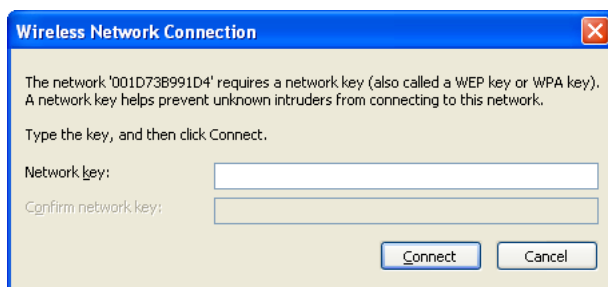 Wireless Network Connection
The network '001D73B991D4' requires a network key (also called a WEP key or WPA key).
A network key helps prevent unknown intruders from connecting to this network.
Type the key, and then click Connect.
Network key:
Confirm network key:
Connect Cancel